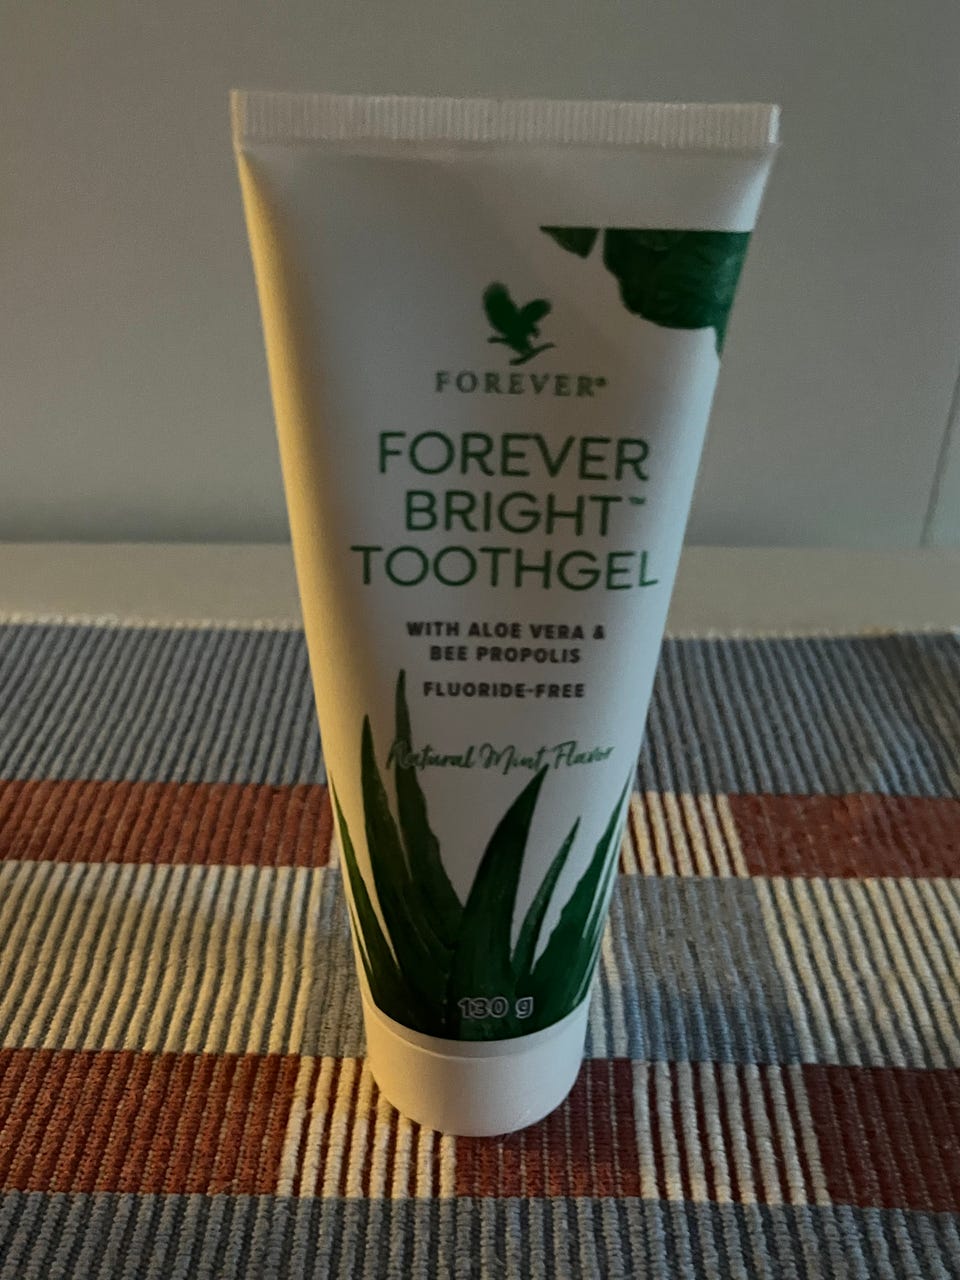 FOREVER®
FOREVER
BRIGHT™
TOOTHGEL
WITH ALOE VERA &
BEE PROPOLIS
FLUORIDE-FREE
Natural Mint Flavor
130 g